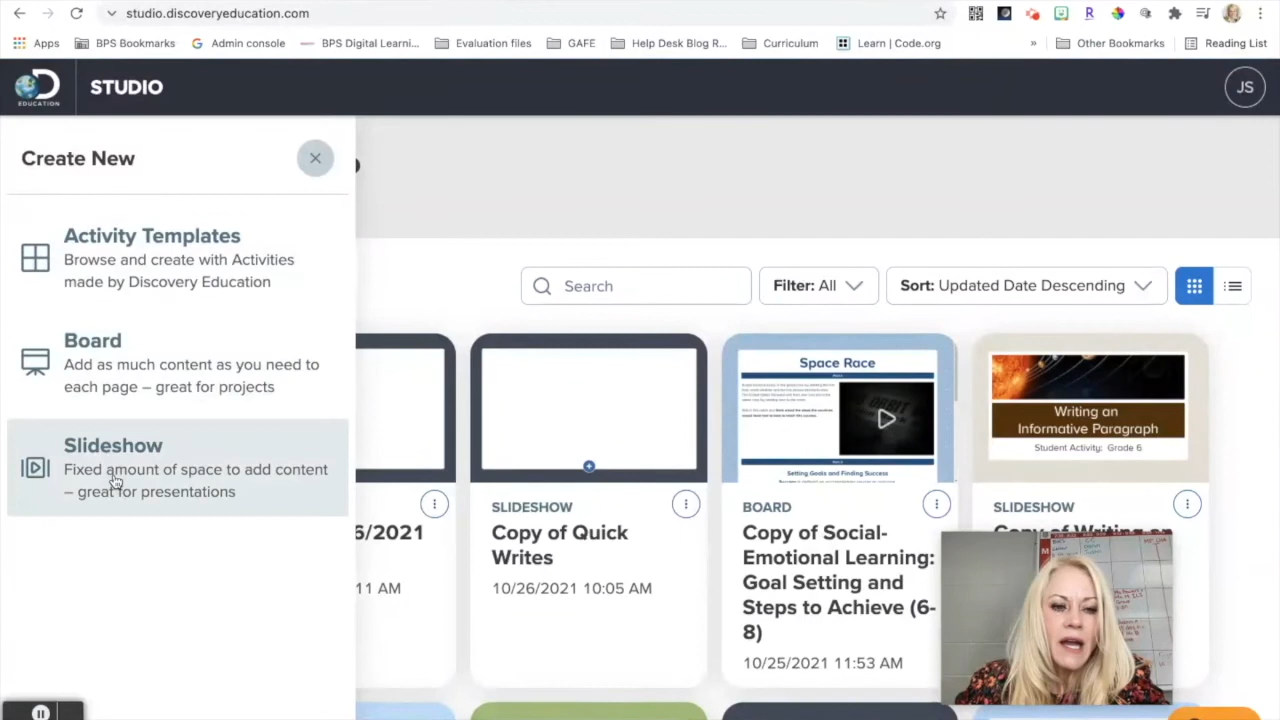 studio.discoveryeducation.com
Apps BPS Bookmarks Admin console BPS Digital Learni... Evaluation files GAFE Help Desk Blog R... Curriculum Learn | Code.org » Other Bookmarks Reading List
EDUCATION STUDIO JS
Create New
Activity Templates
Browse and create with Activities
made by Discovery Education
Board
Add as much content as you need to
each page – great for projects
Slideshow
Fixed amount of space to add content
– great for presentations
Search
Filter: All
Sort: Updated Date Descending
6/2021
11 AM
SLIDESHOW
Copy of Quick
Writes
10/26/2021 10:05 AM
Space Race
ORBIT
Setting Goals and Finding Success
BOARD
Copy of Social-
Emotional Learning:
Goal Setting and
Steps to Achieve (6-
8)
10/25/2021 11:53 AM
Writing an
Informative Paragraph
Student Activity: Grade 6
SLIDESHOW
Copy of Writing an
M